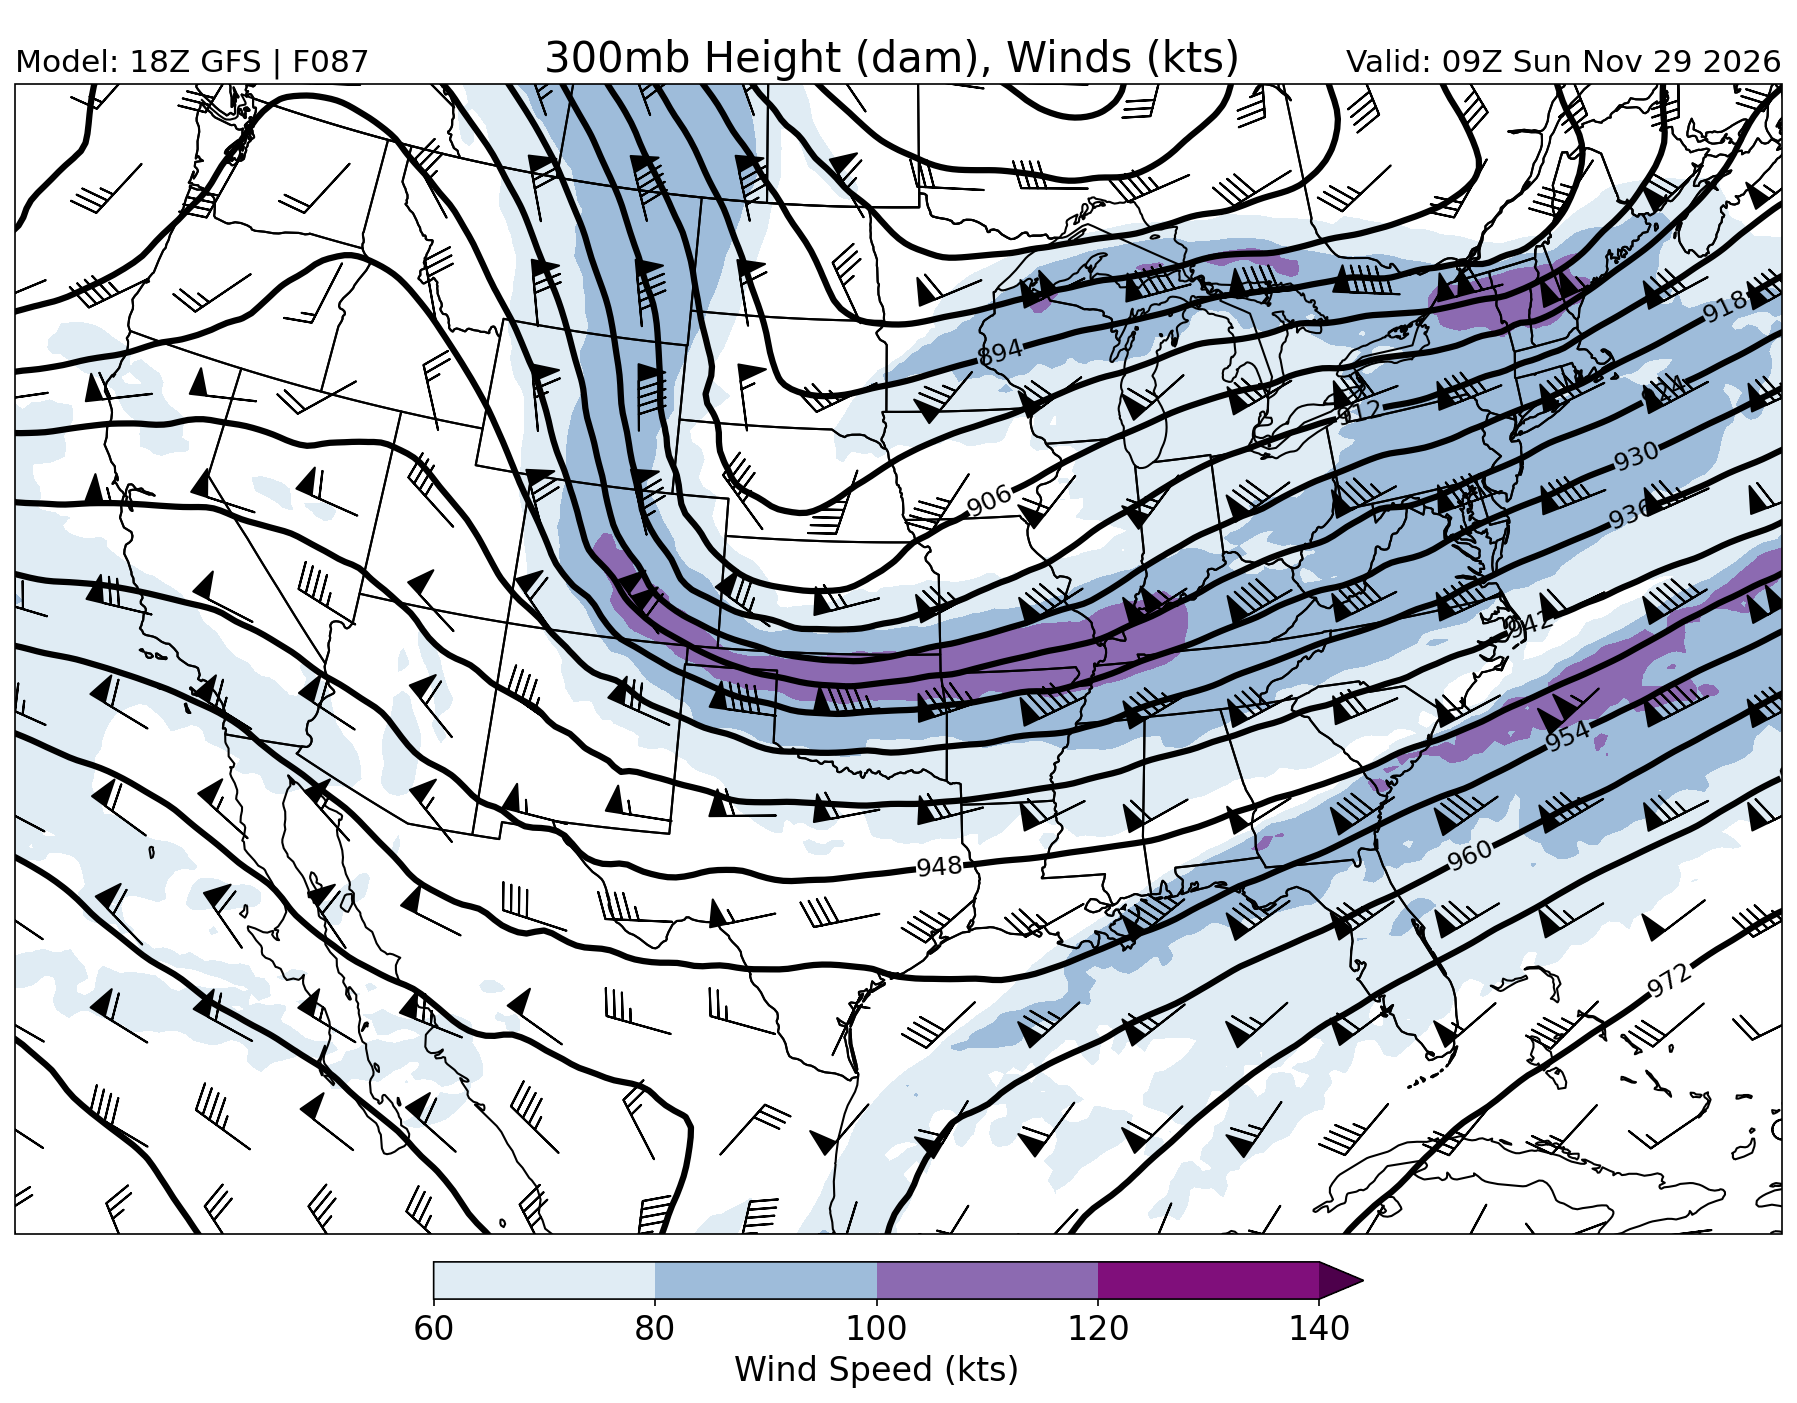 Model: 18Z GFS | F087
300mb Height (dam), Winds (kts)
Valid: 09Z Sun Nov 29 2026
918
894
924
912
930
906
936
942
954
960
948
972
60 80 100 120 140
Wind Speed (kts)